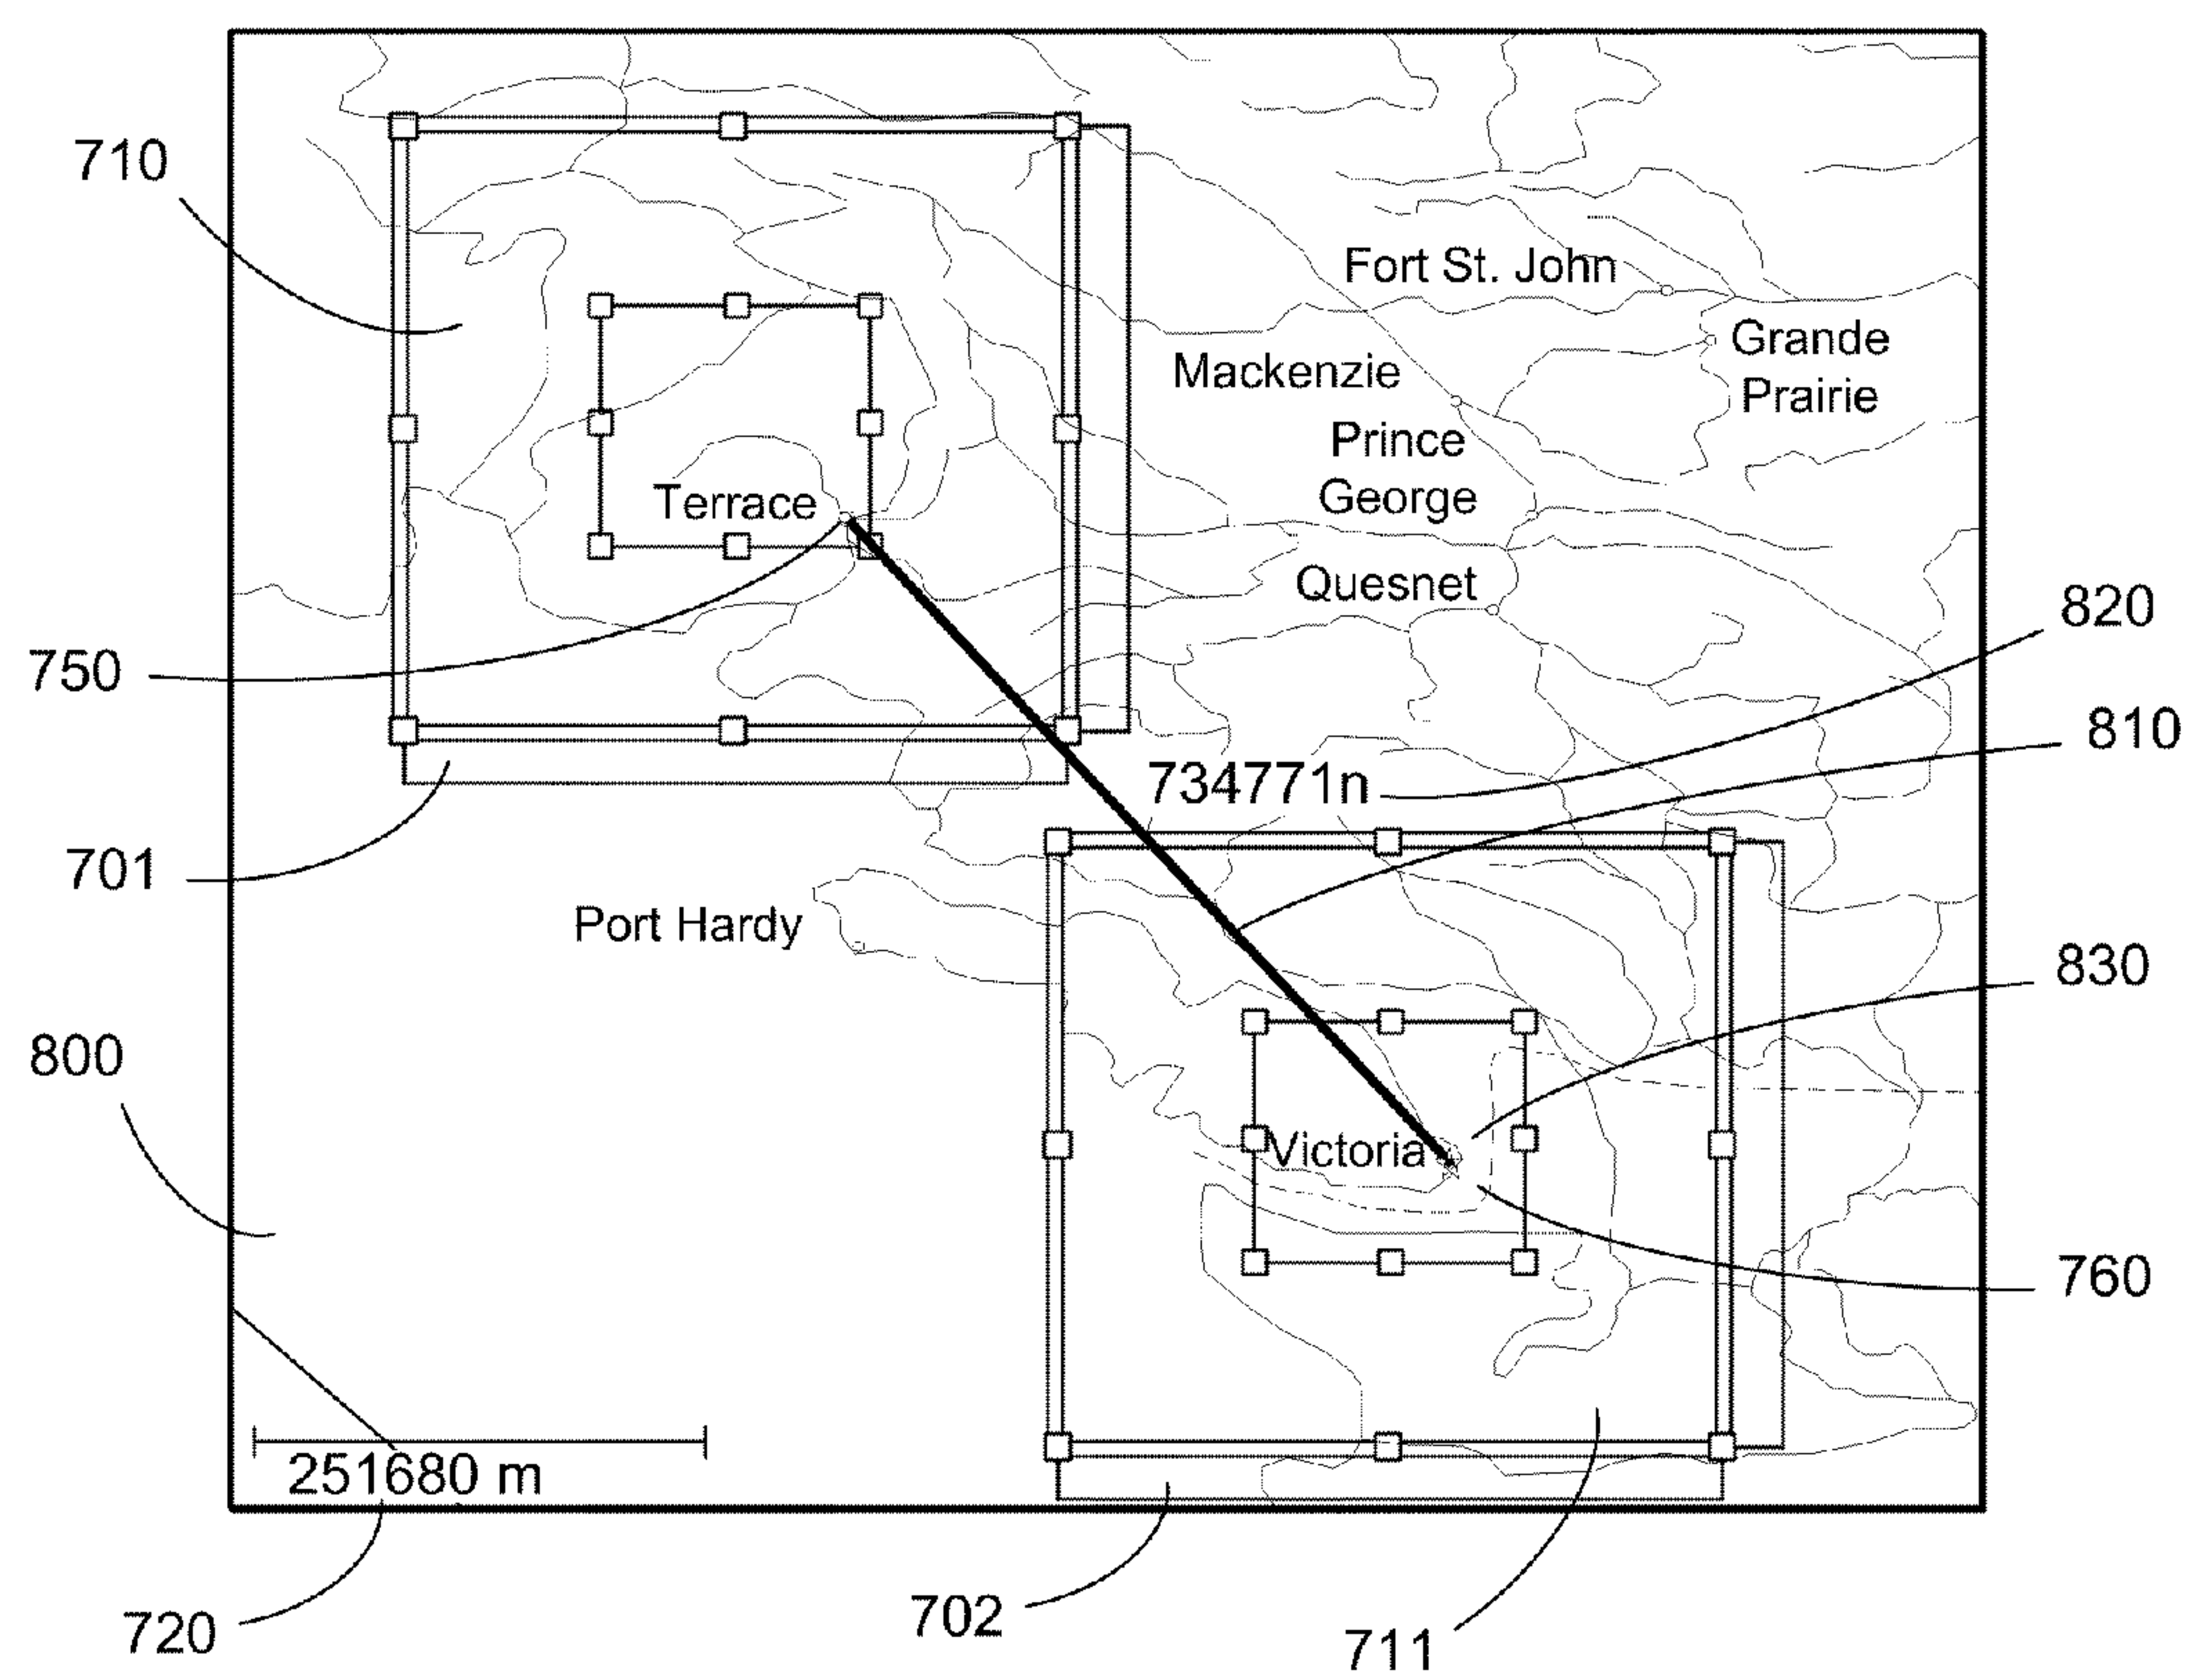 710
Fort St. John
Grande
Prairie
Mackenzie
Prince
George
Terrace
Quesnet
820
750
810
734771n
701
Port Hardy
830
800
Victoria
760
251680 m
702
720
711